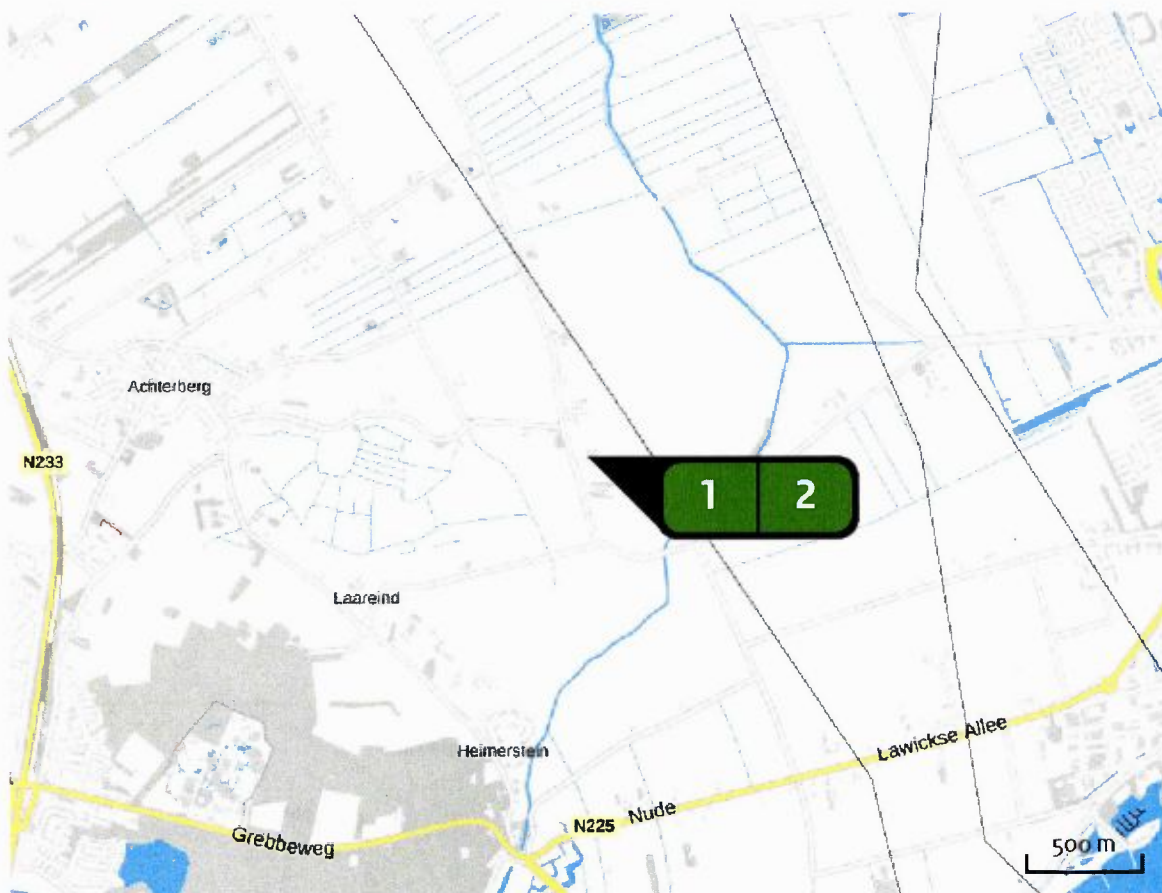 Achterberg
N233
1 2
Laareind
Heimerstein
Lawickse Allee
Nude
N225
Grebbeweg
500 m